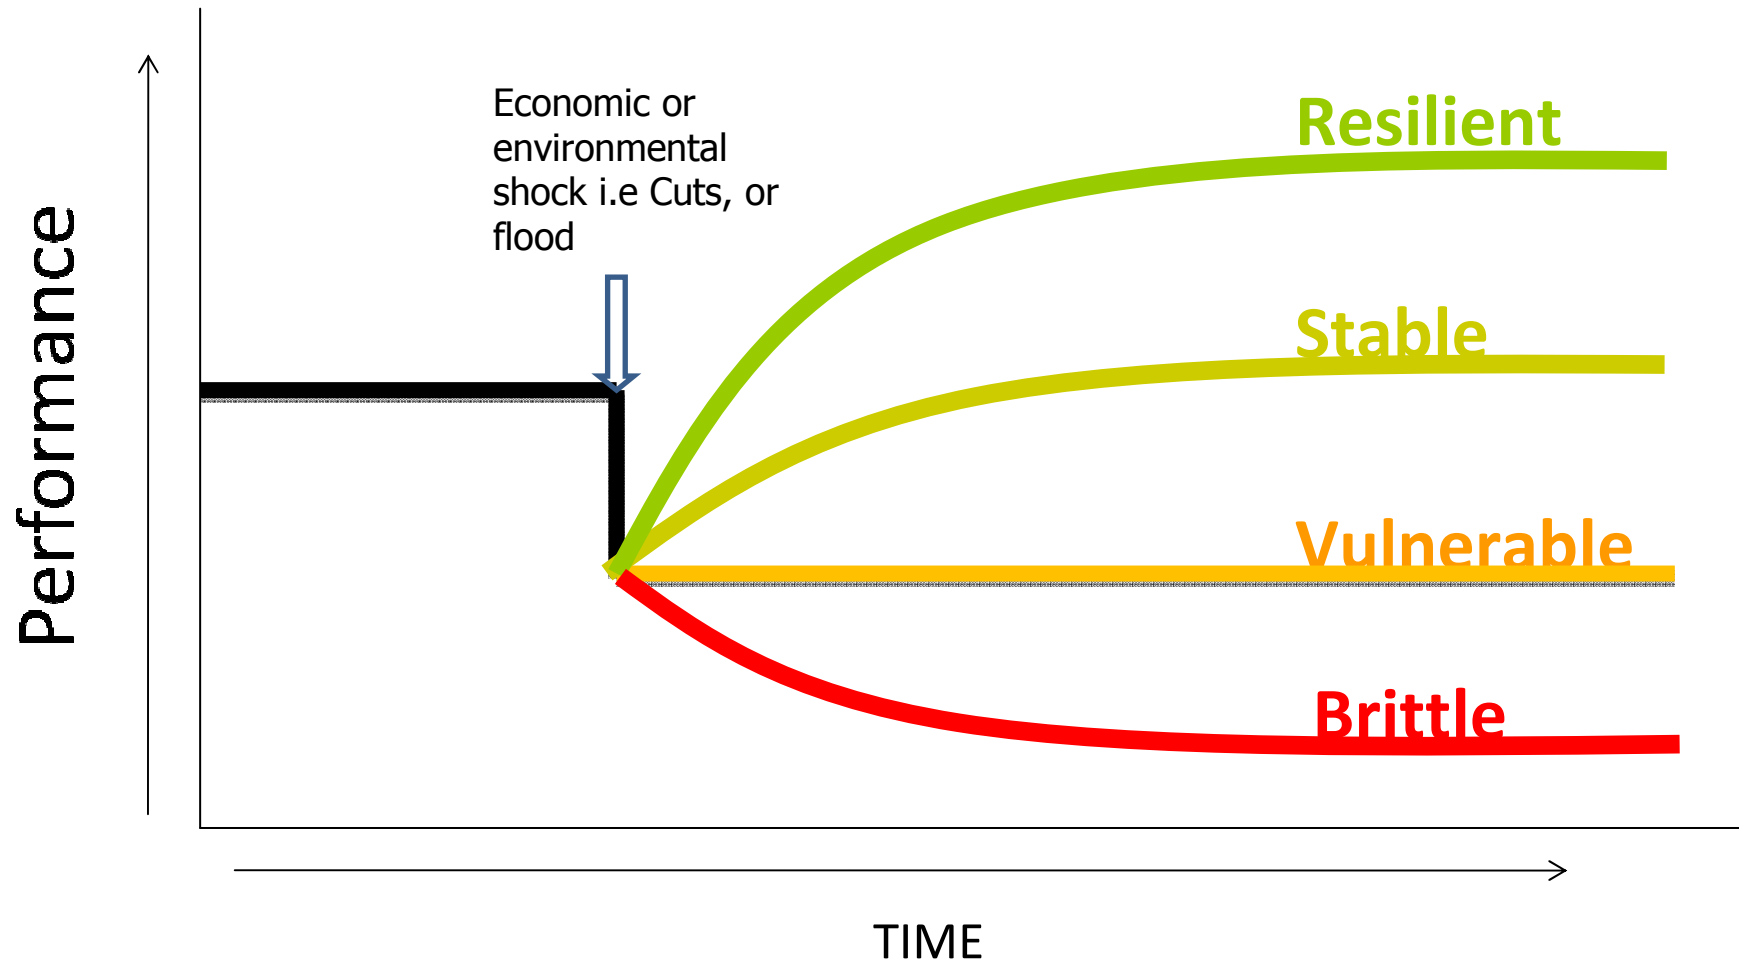 Economic or
environmental
shock i.e Cuts, or
flood
Resilient
Stable
Vulnerable
Brittle
Performance
TIME